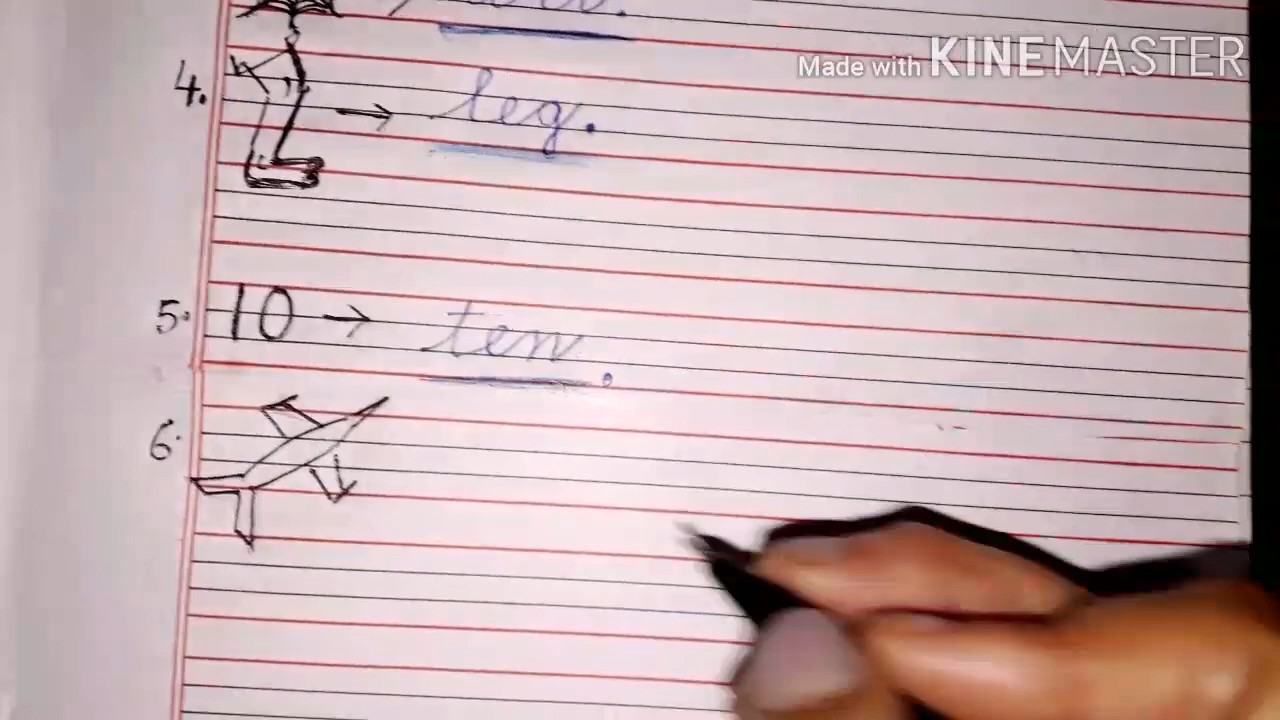 Made with KINEMASTER
4. → leg.
5. 10 → ten.
6.